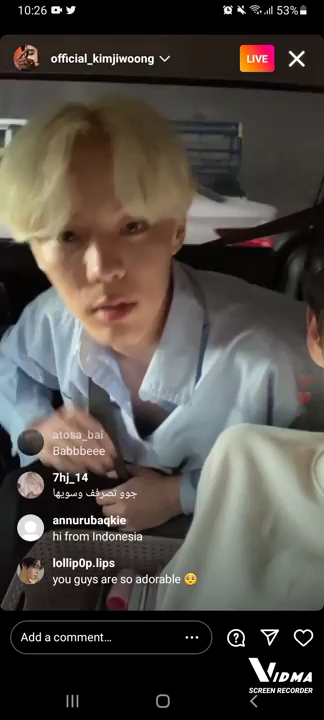 10:26
53%
official_kimjiwoong
LIVE
atosa_bai
Babbbeee
7hj_14
جوو تصرفف وسويها
annurubaqkie
hi from Indonesia
lollip0p.lips
you guys are so adorable 🥺
Add a comment…
VIDMA
SCREEN RECORDER